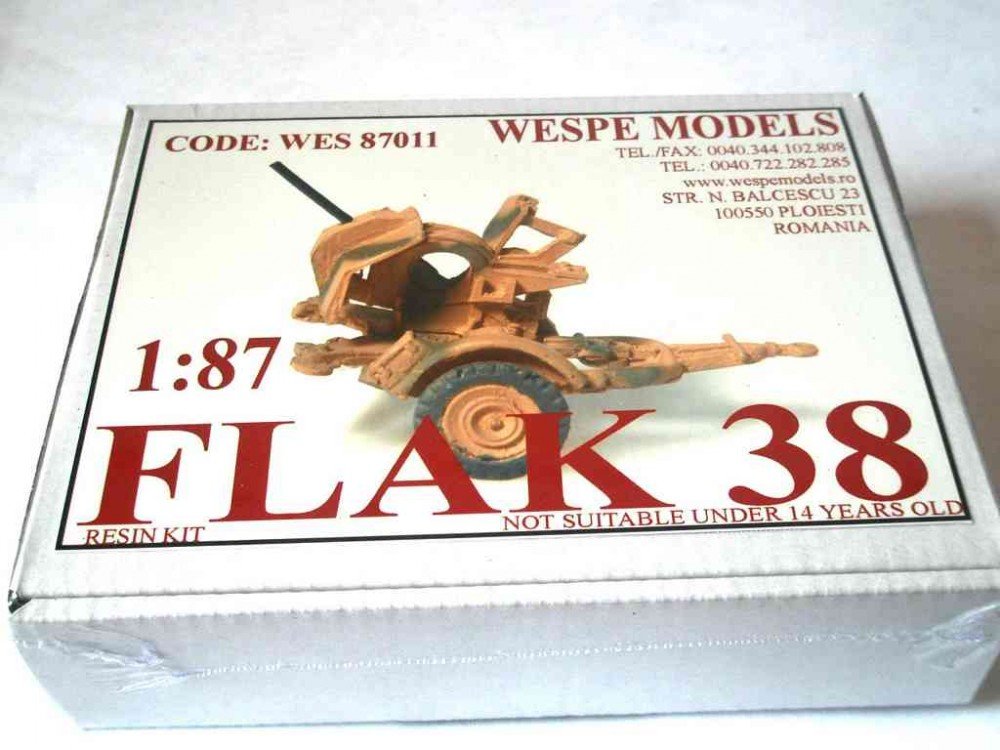 CODE: WES 87011
WESPE MODELS
TEL./FAX: 0040.344.102.808
TEL.: 0040.722.282.285
www.wespemodels.ro
STR. N. BALCESCU 23
100550 PLOIESTI
ROMANIA
1:87
FLAK 38
RESIN KIT
NOT SUITABLE UNDER 14 YEARS OLD